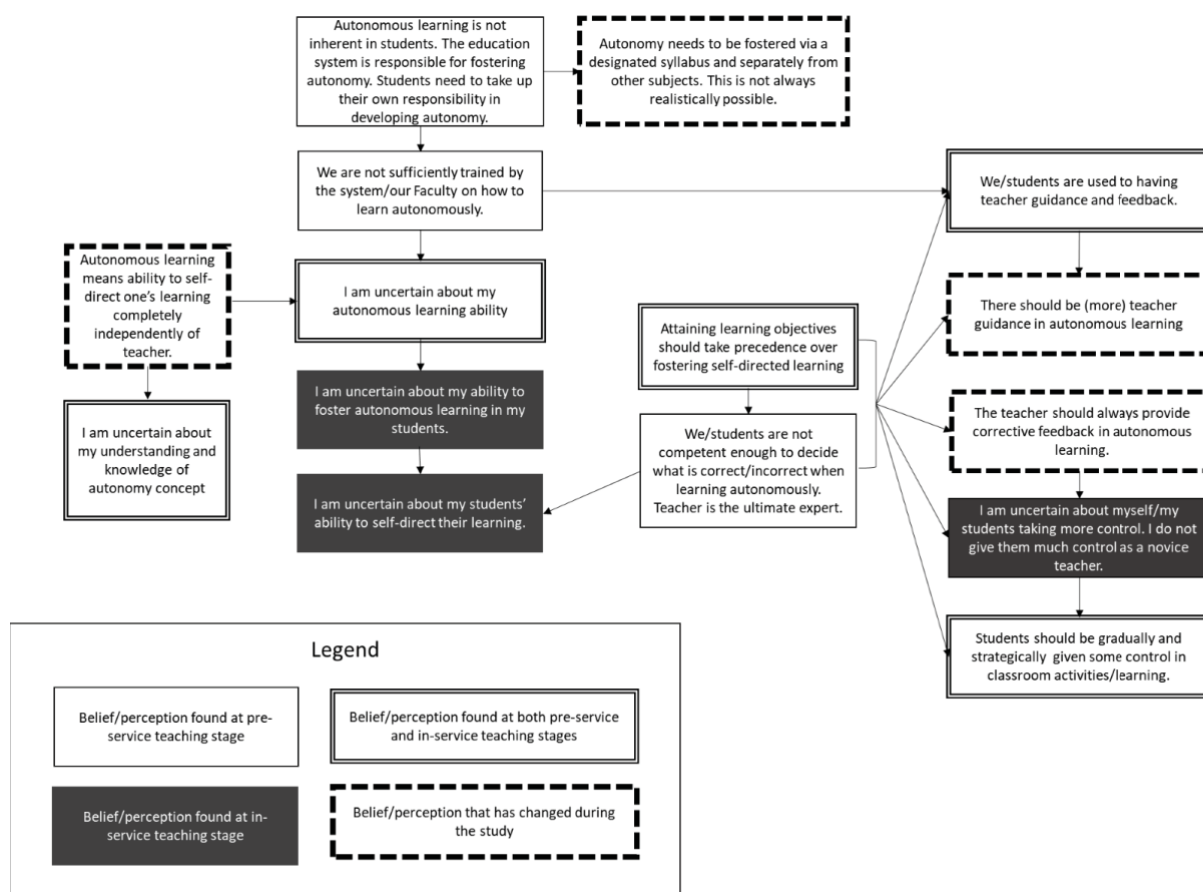 Autonomous learning is not
inherent in students. The education
system is responsible for fostering
autonomy. Students need to take up
their own responsibility in
developing autonomy.
Autonomy needs to be fostered via a
designated syllabus and separately from
other subjects. This is not always
realistically possible.
We are not sufficiently trained by
the system/our Faculty on how to
learn autonomously.
We/students are used to having
teacher guidance and feedback.
Autonomous learning
means ability to self-
direct one's learning
completely
independently of
teacher.
I am uncertain about my
autonomous learning ability
There should be (more) teacher
guidance in autonomous learning
Attaining learning objectives
should take precedence over
fostering self-directed learning
I am uncertain about my ability to
foster autonomous learning in my
students.
I am uncertain about
my understanding and
knowledge of
autonomy concept
The teacher should always provide
corrective feedback in autonomous
learning.
We/students are not
competent enough to decide
what is correct/incorrect when
learning autonomously.
Teacher is the ultimate expert.
I am uncertain about my students'
ability to self-direct their learning.
I am uncertain about myself/my
students taking more control. I do not
give them much control as a novice
teacher.
Students should be gradually and
strategically given some control in
classroom activities/learning.
Legend
Belief/perception found at pre-
service teaching stage
Belief/perception found at both pre-service
and in-service teaching stages
Belief/perception found at in-
service teaching stage
Belief/perception that has changed during
the study